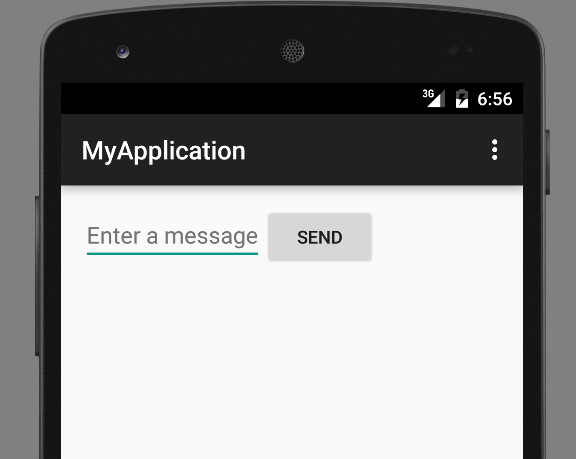 3G 6:56
MyApplication
Enter a message SEND